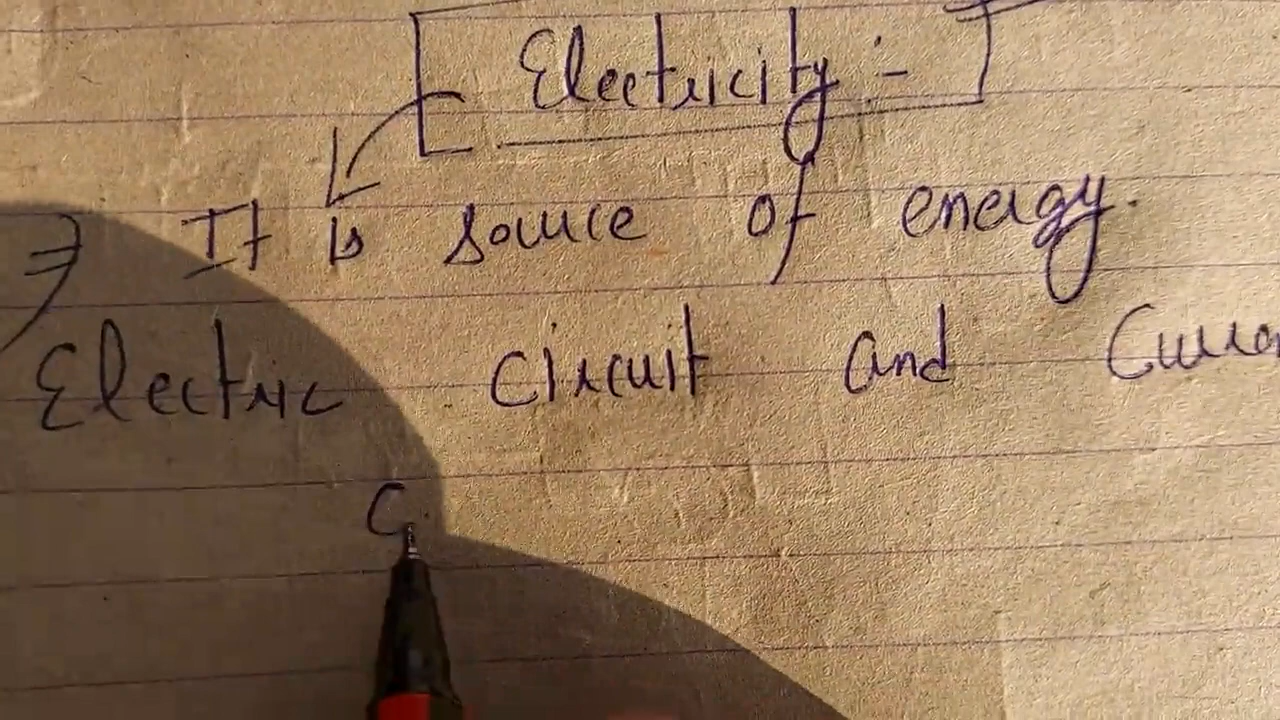 Electricity :-
⇒ It is source of energy.
Electric Circuit and
C